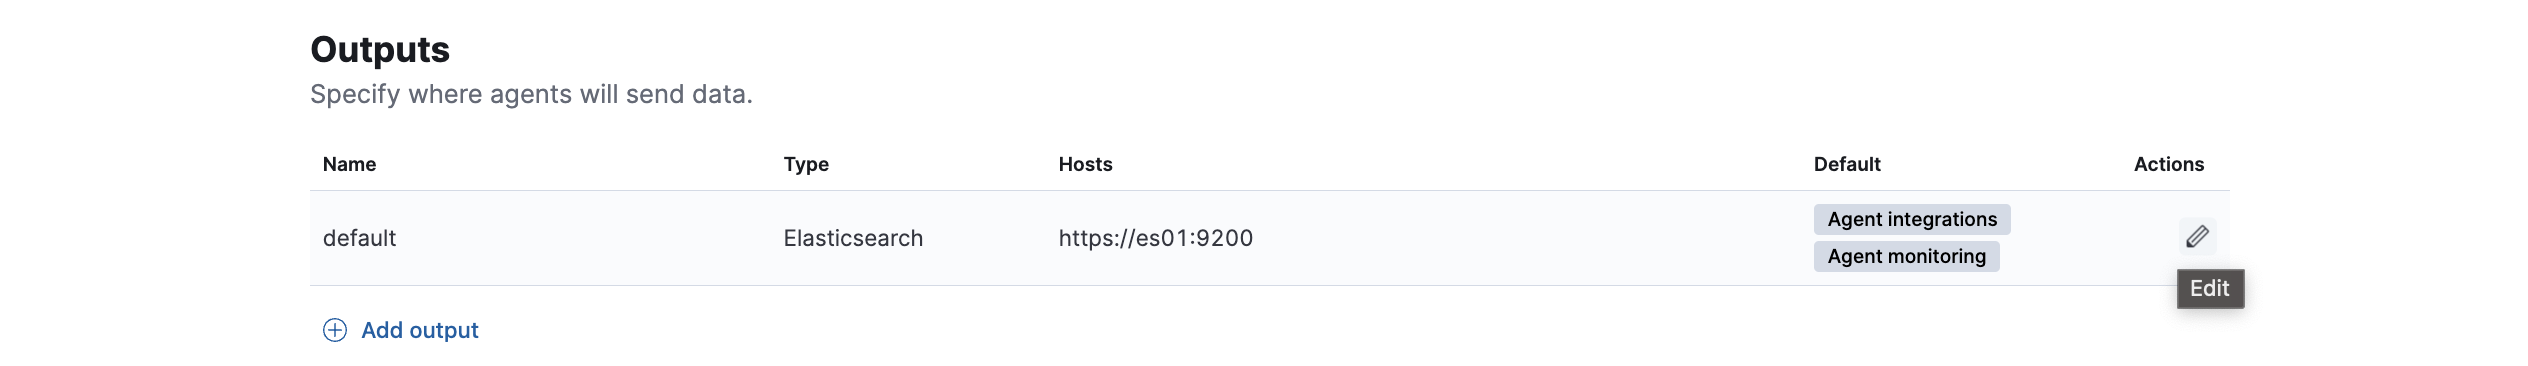 Outputs
Specify where agents will send data.
Name Type Hosts Default Actions
default Elasticsearch https://es01:9200 Agent integrations
Agent monitoring
Edit
Add output